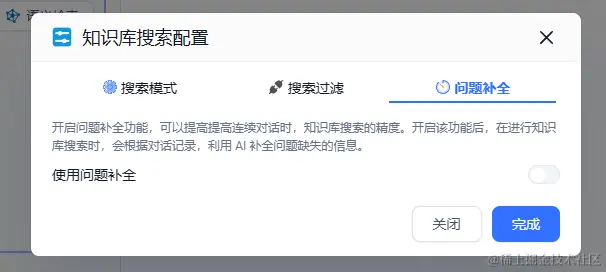 知识库搜索配置
搜索模式
搜索过滤
问题补全
开启问题补全功能，可以提高提高连续对话时，知识库搜索的精度。开启该功能后，在进行知识
库搜索时，会根据对话记录，利用 AI 补全问题缺失的信息。
使用问题补全
关闭
完成
@稀土掘金技术社区